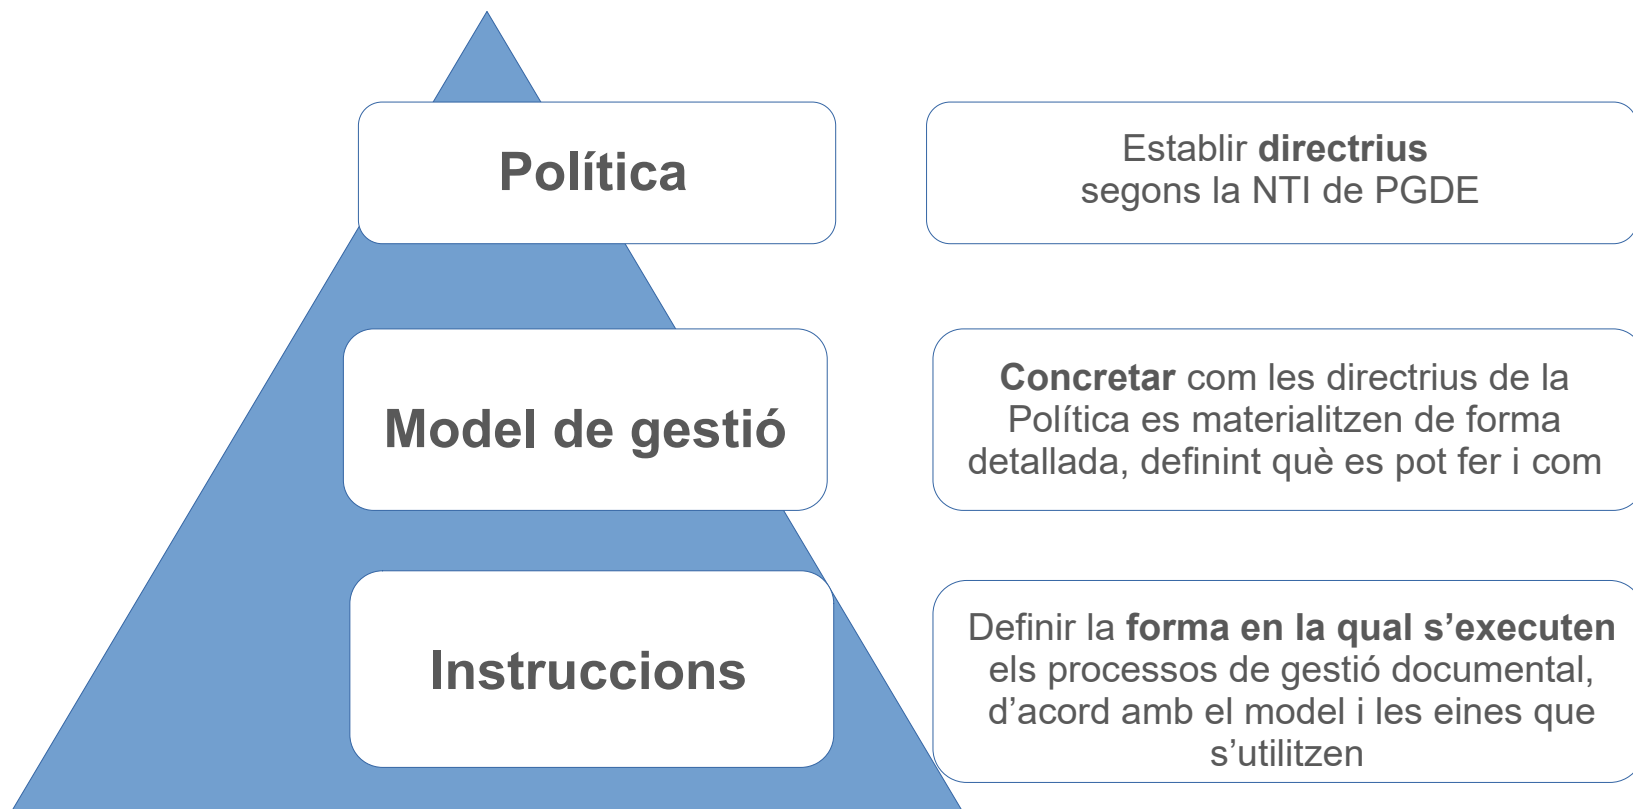 Política
Establir directrius
segons la NTI de PGDE
Model de gestió
Concretar com les directrius de la
Política es materialitzen de forma
detallada, definint què es pot fer i com
Instruccions
Definir la forma en la qual s’executen
els processos de gestió documental,
d’acord amb el model i les eines que
s’utilitzen